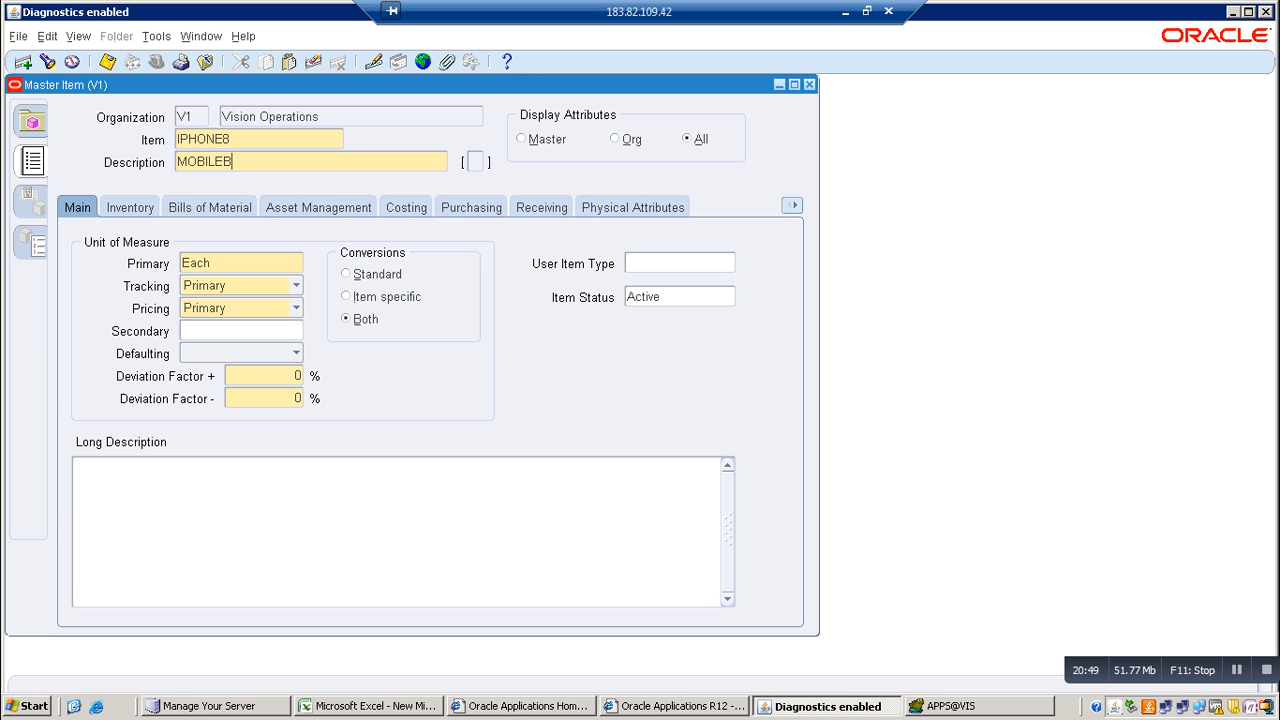 Diagnostics enabled
183.82.109.42
File Edit View Folder Tools Window Help
ORACLE
Master Item (V1)
Organization V1 Vision Operations
Item IPHONE8
Description MOBILEB [ ]
Display Attributes
Master Org All
Main Inventory Bills of Material Asset Management Costing Purchasing Receiving Physical Attributes
Unit of Measure
Primary Each
Tracking Primary
Pricing Primary
Secondary
Defaulting
Deviation Factor + 0 %
Deviation Factor - 0 %
Conversions
Standard
Item specific
Both
User Item Type
Item Status Active
Long Description
20:49 51.77 Mb F11: Stop
Start Manage Your Server Microsoft Excel - New Mi... Oracle Applications Hom... Oracle Applications R12 -... Diagnostics enabled APPS@VIS